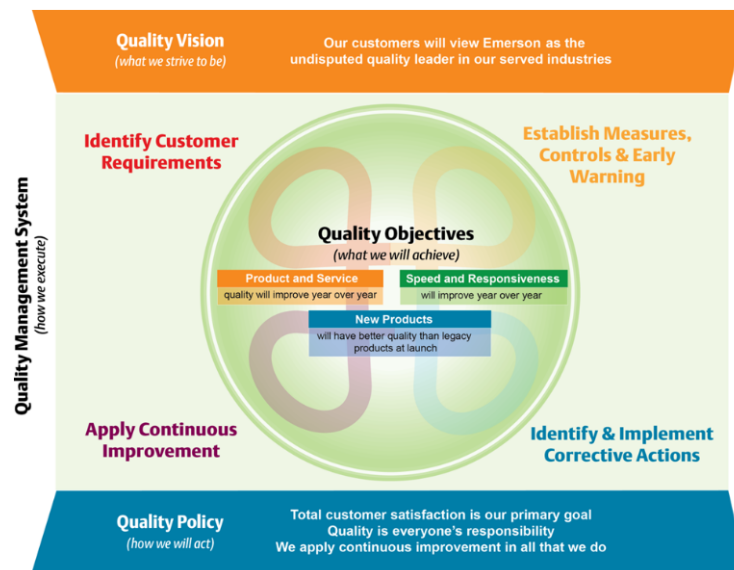 Quality Vision
(what we strive to be)
Our customers will view Emerson as the
undisputed quality leader in our served industries
Quality Management System
(how we execute)
Identify Customer
Requirements
Establish Measures,
Controls & Early
Warning
Quality Objectives
(what we will achieve)
Product and Service
quality will improve year over year
Speed and Responsiveness
will improve year over year
New Products
will have better quality than legacy
products at launch
Apply Continuous
Improvement
Identify & Implement
Corrective Actions
Quality Policy
(how we will act)
Total customer satisfaction is our primary goal
Quality is everyone's responsibility
We apply continuous improvement in all that we do